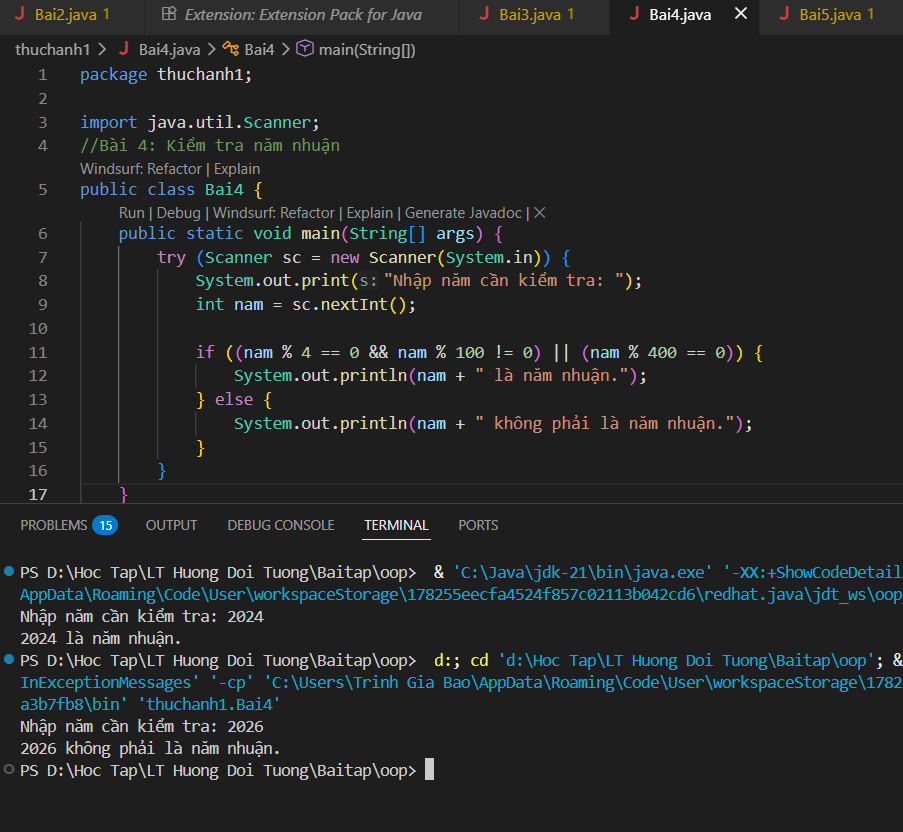 Bai2.java 1 Extension: Extension Pack for Java Bai3.java 1 Bai4.java Bai5.java 1
thuchanh1 > Bai4.java > Bai4 > main(String[])
1 package thuchanh1;
2
3 import java.util.Scanner;
4 //Bài 4: Kiểm tra năm nhuận
Windsurf: Refactor | Explain
5 public class Bai4 {
Run | Debug | Windsurf: Refactor | Explain | Generate Javadoc | ✕
6 public static void main(String[] args) {
7 try (Scanner sc = new Scanner(System.in)) {
8 System.out.print(s: "Nhập năm cần kiểm tra: ");
9 int nam = sc.nextInt();
10
11 if ((nam % 4 == 0 && nam % 100 != 0) || (nam % 400 == 0)) {
12 System.out.println(nam + " là năm nhuận.");
13 } else {
14 System.out.println(nam + " không phải là năm nhuận.");
15 }
16 }
17 }
PROBLEMS 15 OUTPUT DEBUG CONSOLE TERMINAL PORTS
PS D:\Hoc Tap\LT Huong Doi Tuong\Baitap\oop> & 'C:\Java\jdk-21\bin\java.exe' '-XX:+ShowCodeDetail
AppData\Roaming\Code\User\workspaceStorage\178255eecfa4524f857c02113b042cd6\redhat.java\jdt_ws\oop_
Nhập năm cần kiểm tra: 2024
2024 là năm nhuận.
PS D:\Hoc Tap\LT Huong Doi Tuong\Baitap\oop> d:; cd 'd:\Hoc Tap\LT Huong Doi Tuong\Baitap\oop'; &
InExceptionMessages' '-cp' 'C:\Users\Trinh Gia Bao\AppData\Roaming\Code\User\workspaceStorage\1782
a3b7fb8\bin' 'thuchanh1.Bai4'
Nhập năm cần kiểm tra: 2026
2026 không phải là năm nhuận.
PS D:\Hoc Tap\LT Huong Doi Tuong\Baitap\oop>